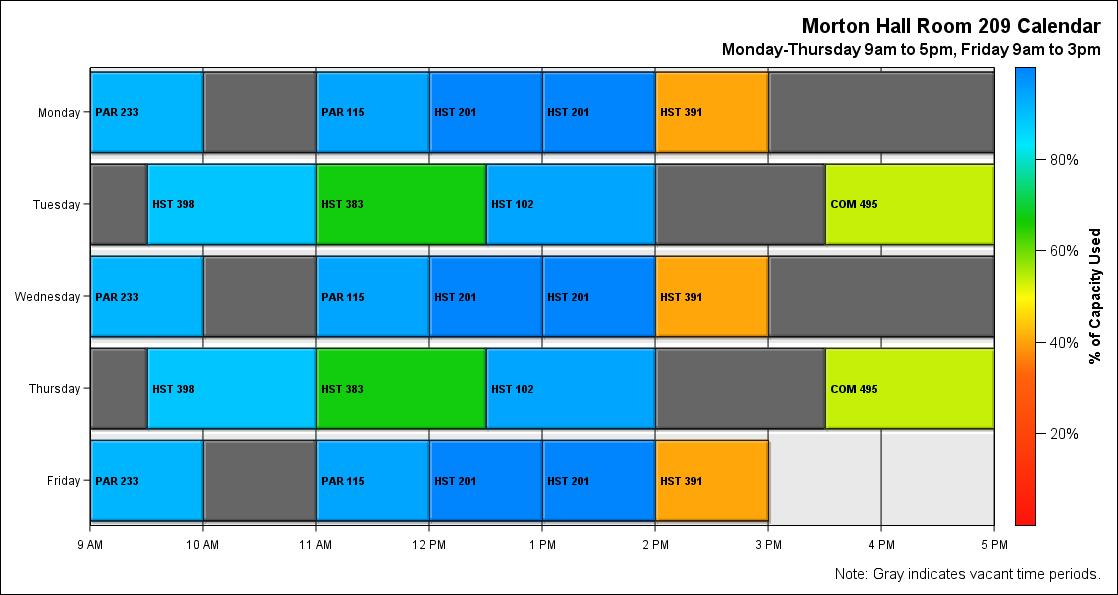 Morton Hall Room 209 Calendar
Monday-Thursday 9am to 5pm, Friday 9am to 3pm
Monday PAR 233 PAR 115 HST 201 HST 201 HST 391
80%
Tuesday HST 398 HST 383 HST 102 COM 495
60%
% of Capacity Used
Wednesday PAR 233 PAR 115 HST 201 HST 201 HST 391
40%
Thursday HST 398 HST 383 HST 102 COM 495
20%
Friday PAR 233 PAR 115 HST 201 HST 201 HST 391
9 AM 10 AM 11 AM 12 PM 1 PM 2 PM 3 PM 4 PM 5 PM
Note: Gray indicates vacant time periods.